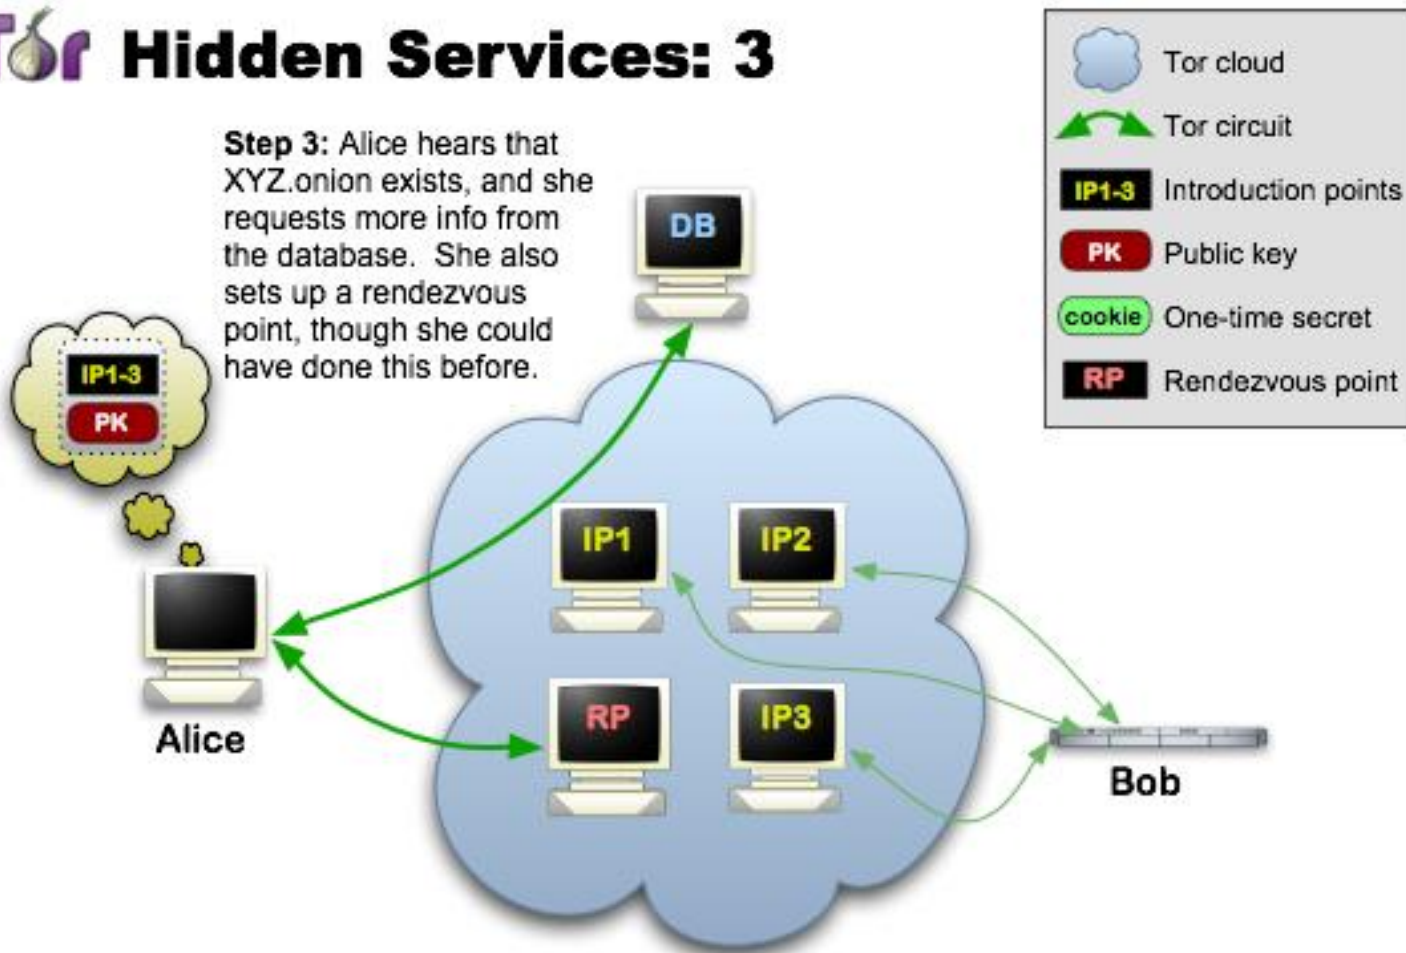 Tor Hidden Services: 3
Step 3: Alice hears that
XYZ.onion exists, and she
requests more info from
the database. She also
sets up a rendezvous
point, though she could
have done this before.
Tor cloud
Tor circuit
IP1-3 Introduction points
PK Public key
cookie One-time secret
RP Rendezvous point
DB
IP1-3
PK
IP1
IP2
RP
IP3
Alice
Bob